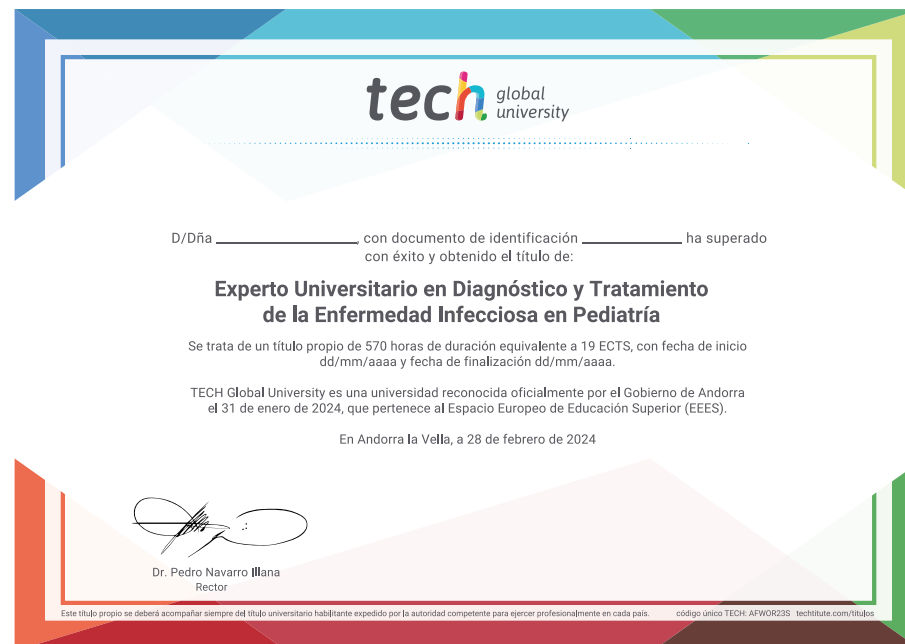 tech global university
D/Dña ____________________, con documento de identificación ______________ ha superado
con éxito y obtenido el título de:
Experto Universitario en Diagnóstico y Tratamiento
de la Enfermedad Infecciosa en Pediatría
Se trata de un título propio de 570 horas de duración equivalente a 19 ECTS, con fecha de inicio
dd/mm/aaaa y fecha de finalización dd/mm/aaaa.
TECH Global University es una universidad reconocida oficialmente por el Gobierno de Andorra
el 31 de enero de 2024, que pertenece al Espacio Europeo de Educación Superior (EEES).
En Andorra la Vella, a 28 de febrero de 2024
Dr. Pedro Navarro Illana
Rector
Este título propio se deberá acompañar siempre del título universitario habilitante expedido por la autoridad competente para ejercer profesionalmente en cada país. código único TECH: AFWOR23S techtitute.com/titulos